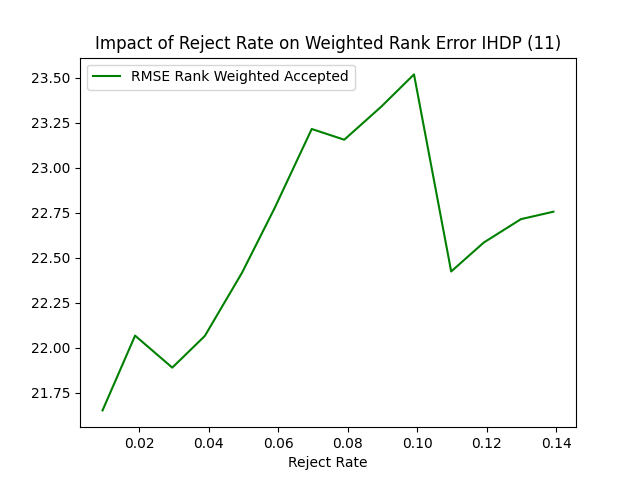 Impact of Reject Rate on Weighted Rank Error IHDP (11)
RMSE Rank Weighted Accepted
23.50
23.25
23.00
22.75
22.50
22.25
22.00
21.75
0.02 0.04 0.06 0.08 0.10 0.12 0.14
Reject Rate